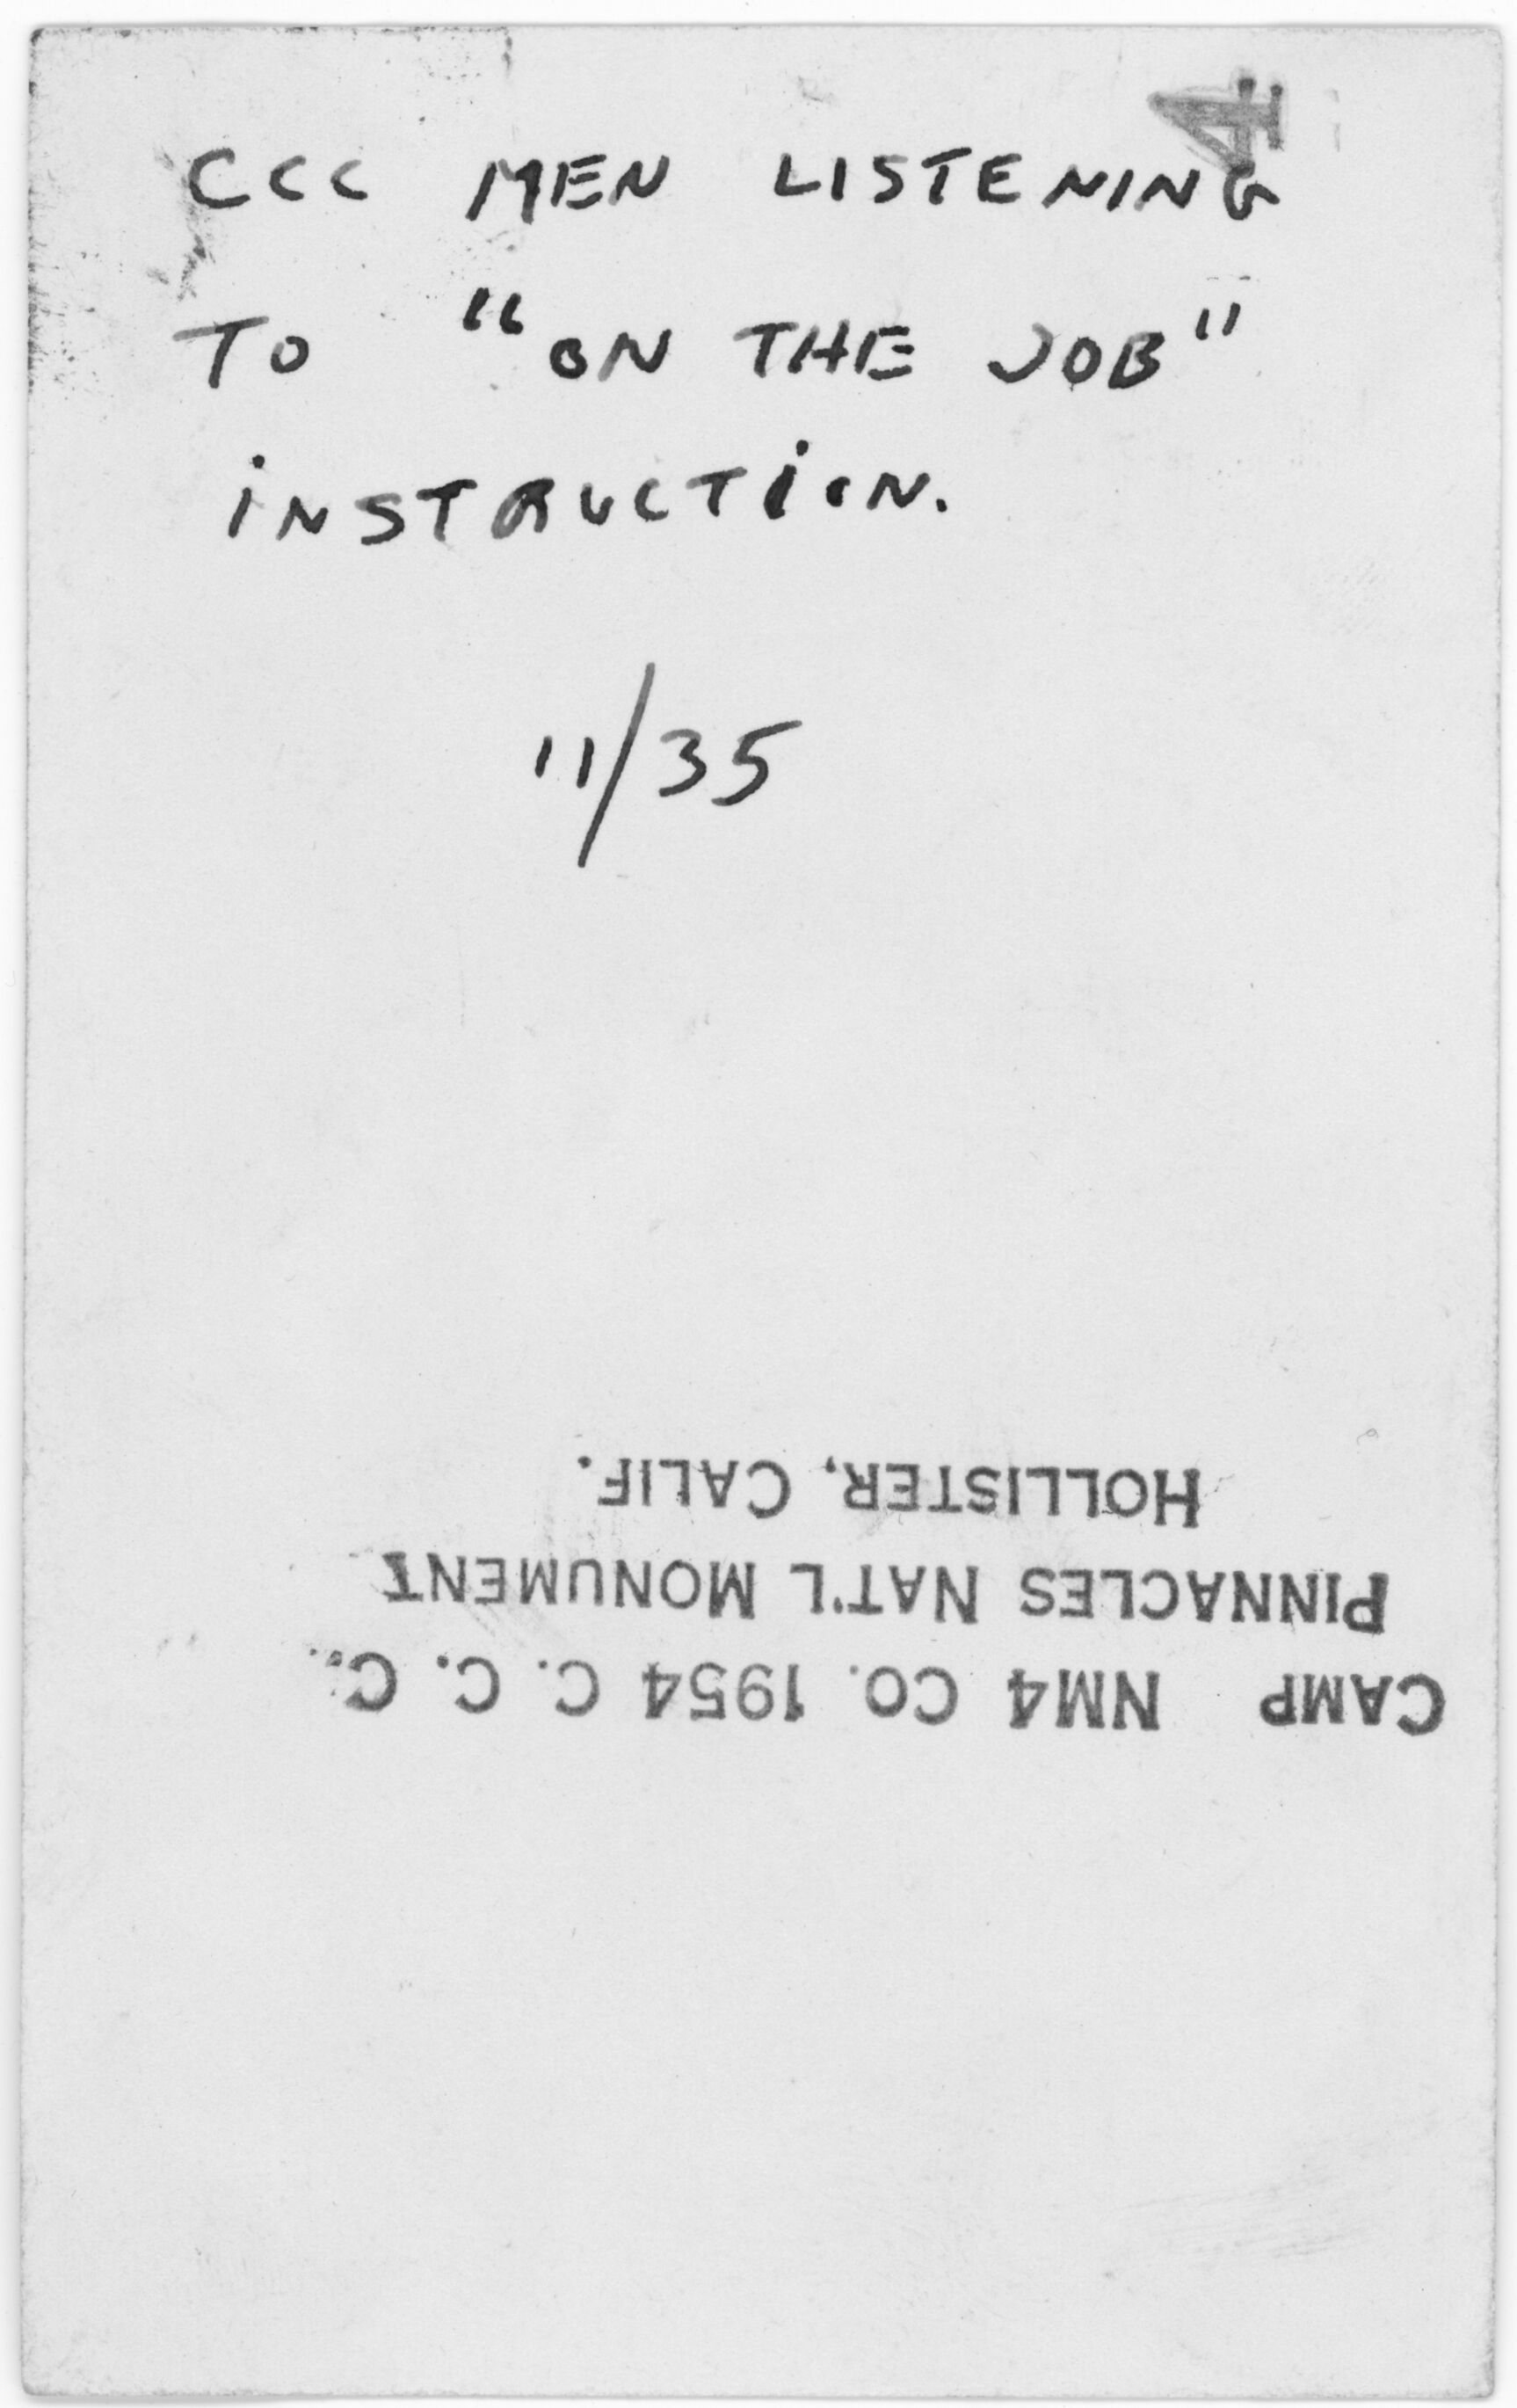 4
CCC MEN LISTENING
TO "ON THE JOB"
INSTRUCTION.
11/35
CAMP NM4 CO. 1954 C. C. C.
PINNACLES NAT'L MONUMENT
HOLLISTER, CALIF.